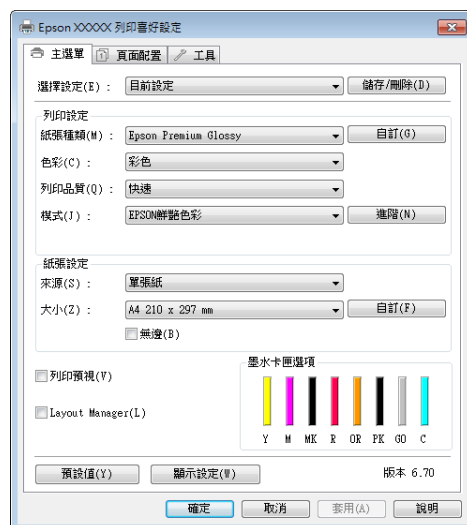 Epson XXXXX 列印喜好設定
主選單 頁面配置 工具
選擇設定(E) : 目前設定 儲存/刪除(D)
列印設定
紙張種類(M) : Epson Premium Glossy 自訂(G)
色彩(C) : 彩色
列印品質(Q) : 快速
模式(J) : EPSON鮮艷色彩 進階(N)
紙張設定
來源(S) : 單張紙
大小(Z) : A4 210 x 297 mm 自訂(F)
無邊(B)
列印預視(V)
Layout Manager(L)
墨水卡匣選項
Y M MK R OR PK GO C
預設值(Y) 顯示設定(W) 版本 6.70
確定 取消 套用(A) 說明